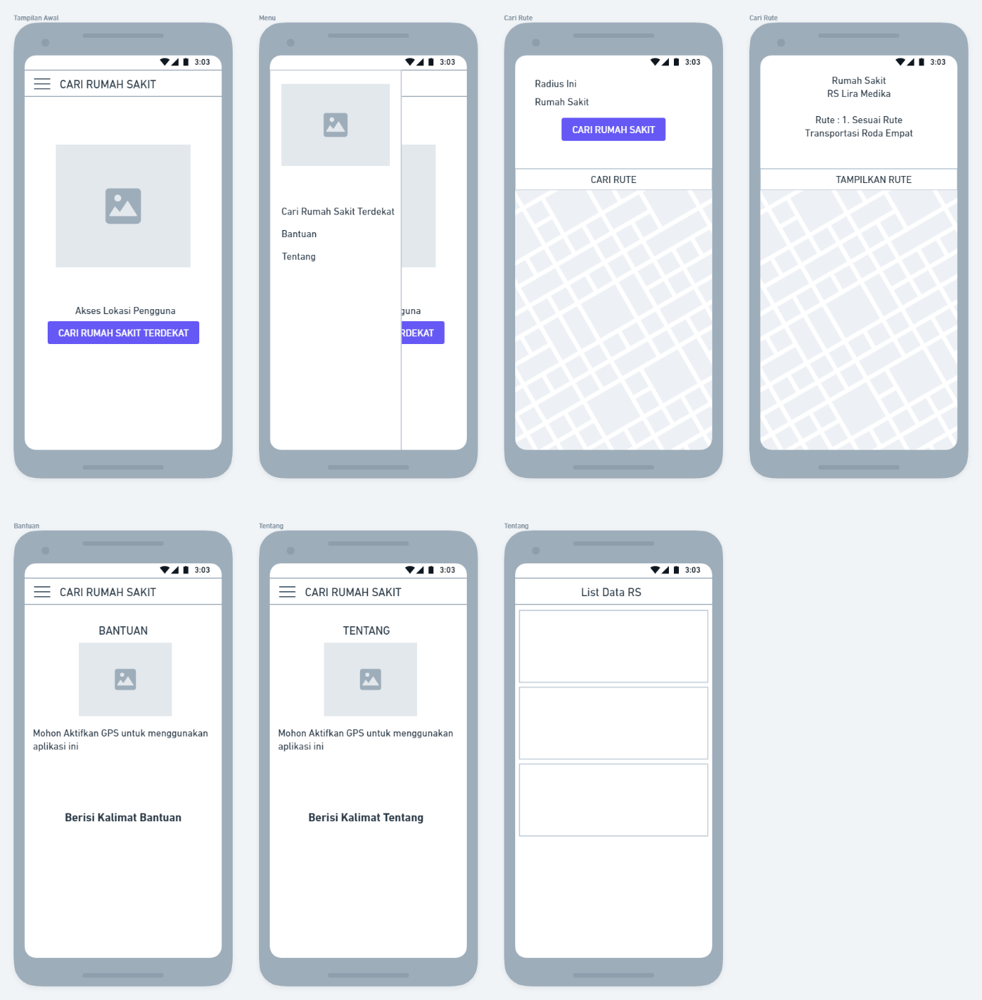 Tampilan Awal
3:03
CARI RUMAH SAKIT
Akses Lokasi Pengguna
CARI RUMAH SAKIT TERDEKAT
Menu
3:03
Cari Rumah Sakit Terdekat
Bantuan
Tentang
guna
RDEKAT
Cari Rute
3:03
Radius Ini
Rumah Sakit
CARI RUMAH SAKIT
CARI RUTE
Cari Rute
3:03
Rumah Sakit
RS Lira Medika
Rute : 1. Sesuai Rute
Transportasi Roda Empat
TAMPILKAN RUTE
Bantuan
3:03
CARI RUMAH SAKIT
BANTUAN
Mohon Aktifkan GPS untuk menggunakan
aplikasi ini
Berisi Kalimat Bantuan
Tentang
3:03
CARI RUMAH SAKIT
TENTANG
Mohon Aktifkan GPS untuk menggunakan
aplikasi ini
Berisi Kalimat Tentang
Tentang
3:03
List Data RS